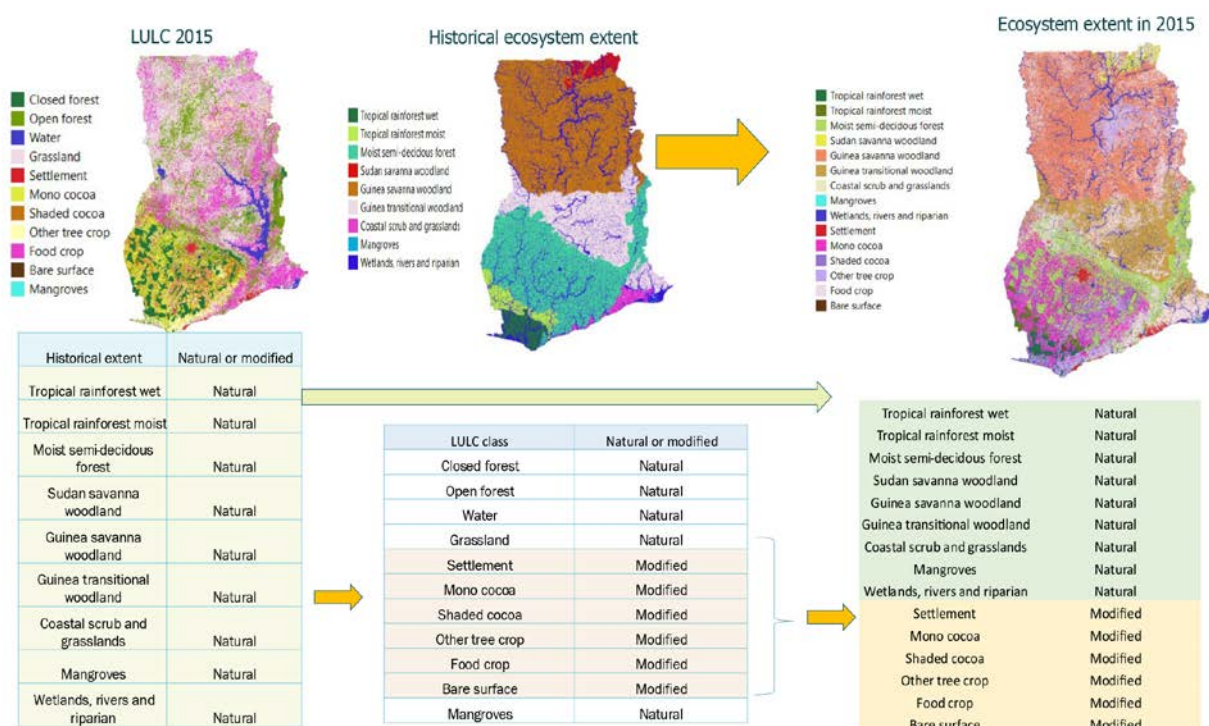 LULC 2015
Closed forest
Open forest
Water
Grassland
Settlement
Mono cocoa
Shaded cocoa
Other tree crop
Food crop
Bare surface
Mangroves
Historical ecosystem extent
Tropical rainforest wet
Tropical rainforest moist
Moist semi-decidous forest
Sudan savanna woodland
Guinea savanna woodland
Guinea transitional woodland
Coastal scrub and grasslands
Mangroves
Wetlands, rivers and riparian
Ecosystem extent in 2015
Tropical rainforest wet
Tropical rainforest moist
Moist semi-decidous forest
Sudan savanna woodland
Guinea savanna woodland
Guinea transitional woodland
Coastal scrub and grasslands
Mangroves
Wetlands, rivers and riparian
Settlement
Mono cocoa
Shaded cocoa
Other tree crop
Food crop
Bare surface
Historical extent Natural or modified
Tropical rainforest wet Natural
Tropical rainforest moist Natural
Moist semi-decidous
forest Natural
Sudan savanna
woodland Natural
Guinea savanna
woodland Natural
Guinea transitional
woodland Natural
Coastal scrub and
grasslands Natural
Mangroves Natural
Wetlands, rivers and
riparian Natural
LULC class Natural or modified
Closed forest Natural
Open forest Natural
Water Natural
Grassland Natural
Settlement Modified
Mono cocoa Modified
Shaded cocoa Modified
Other tree crop Modified
Food crop Modified
Bare surface Modified
Mangroves Natural
Tropical rainforest wet Natural
Tropical rainforest moist Natural
Moist semi-decidous forest Natural
Sudan savanna woodland Natural
Guinea savanna woodland Natural
Guinea transitional woodland Natural
Coastal scrub and grasslands Natural
Mangroves Natural
Wetlands, rivers and riparian Natural
Settlement Modified
Mono cocoa Modified
Shaded cocoa Modified
Other tree crop Modified
Food crop Modified
Bare surface Modified